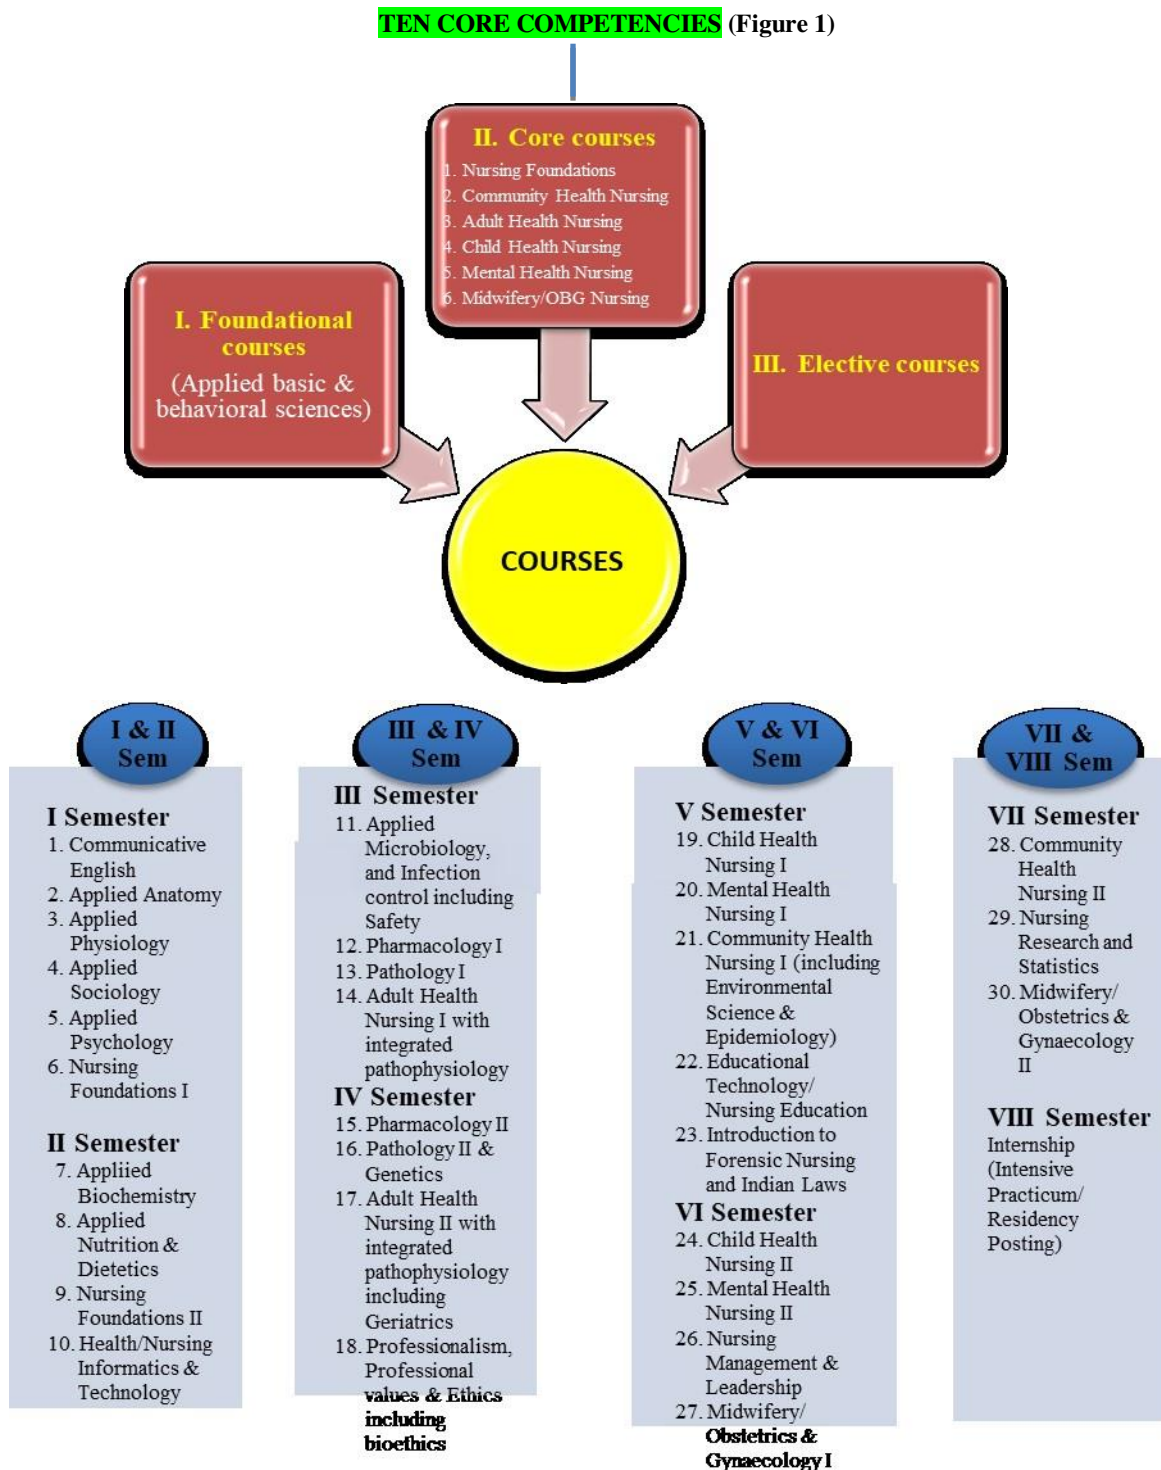 TEN CORE COMPETENCIES (Figure 1)
II. Core courses
1. Nursing Foundations
2. Community Health Nursing
3. Adult Health Nursing
4. Child Health Nursing
5. Mental Health Nursing
6. Midwifery/OBG Nursing
I. Foundational
courses
(Applied basic &
behavioral sciences)
III. Elective courses
COURSES
I & II
Sem
I Semester
1. Communicative
English
2. Applied Anatomy
3. Applied
Physiology
4. Applied
Sociology
5. Applied
Psychology
6. Nursing
Foundations I
II Semester
7. Appliied
Biochemistry
8. Applied
Nutrition &
Dietetics
9. Nursing
Foundations II
10. Health/Nursing
Informatics &
Technology
III & IV
Sem
III Semester
11. Applied
Microbiology,
and Infection
control including
Safety
12. Pharmacology I
13. Pathology I
14. Adult Health
Nursing I with
integrated
pathophysiology
IV Semester
15. Pharmacology II
16. Pathology II &
Genetics
17. Adult Health
Nursing II with
integrated
pathophysiology
including
Geriatrics
18. Professionalism,
Professional
values & Ethics
including
bioethics
V & VI
Sem
V Semester
19. Child Health
Nursing I
20. Mental Health
Nursing I
21. Community Health
Nursing I (including
Environmental
Science &
Epidemiology)
22. Educational
Technology/
Nursing Education
23. Introduction to
Forensic Nursing
and Indian Laws
VI Semester
24. Child Health
Nursing II
25. Mental Health
Nursing II
26. Nursing
Management &
Leadership
27. Midwifery/
Obstetrics &
Gynaecology I
VII &
VIII Sem
VII Semester
28. Community
Health
Nursing II
29. Nursing
Research and
Statistics
30. Midwifery/
Obstetrics &
Gynaecology
II
VIII Semester
Internship
(Intensive
Practicum/
Residency
Posting)